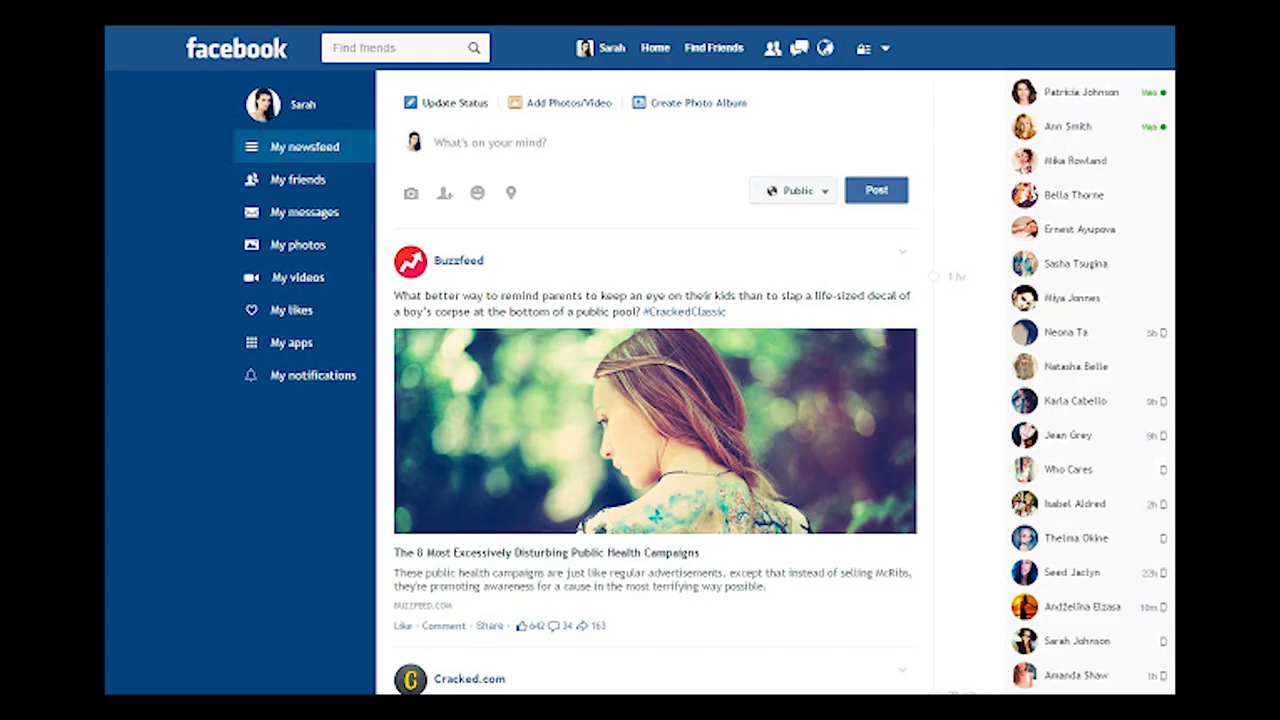 facebook
Find friends
Sarah Home Find Friends
Sarah
My newsfeed
My friends
My messages
My photos
My videos
My likes
My apps
My notifications
Update Status Add Photos/Video Create Photo Album
What's on your mind?
Public Post
Buzzfeed
1 hr
What better way to remind parents to keep an eye on their kids than to slap a life-sized decal of
a boy's corpse at the bottom of a public pool? #CrackedClassic
The 8 Most Excessively Disturbing Public Health Campaigns
These public health campaigns are just like regular advertisements, except that instead of selling McRibs,
they're promoting awareness for a cause in the most terrifying way possible.
BUZZFEED.COM
Like · Comment · Share · 642 34 163
Cracked.com
Patricia Johnson Web
Ann Smith Web
Mika Rowland
Bella Thorne
Ernest Ayupova
Sasha Tsugina
Miya Jonnes
Neona Ta 5h
Natasha Belle
Karla Cabello 9h
Jean Grey 9h
Who Cares
Isabel Aldred 2h
Thelma Okine
Seed Jaclyn 22h
Andželīna Elzasa 10m
Sarah Johnson
Amanda Shaw 1h